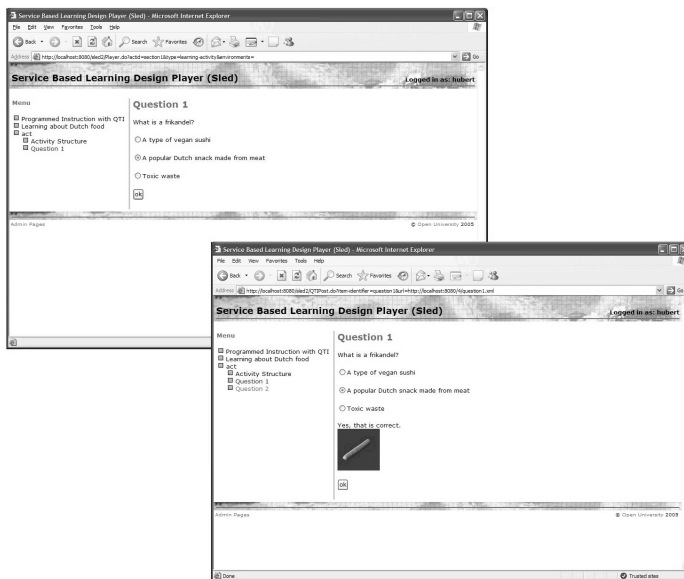 Service Based Learning Design Player (Sled) - Microsoft Internet Explorer
File Edit View Favorites Tools Help
Back Search Favorites
Address http://localhost:8080/sled2/Player.do?actid=section1&type=learning-activity&environments= Go
Service Based Learning Design Player (Sled)
Logged in as: hubert
Menu
Programmed Instruction with QTI
Learning about Dutch food
act
Activity Structure
Question 1
Question 1
What is a frikandel?
A type of vegan sushi
A popular Dutch snack made from meat
Toxic waste
ok
Admin Pages
© Open University 2005
Service Based Learning Design Player (Sled) - Microsoft Internet Explorer
File Edit View Favorites Tools Help
Back Search Favorites
Address http://localhost:8080/sled2/QTIPost.do?item-identifier=question1&url=http://localhost:8080/4/question1.xml Go
Service Based Learning Design Player (Sled)
Logged in as: hubert
Menu
Programmed Instruction with QTI
Learning about Dutch food
act
Activity Structure
Question 1
Question 2
Question 1
What is a frikandel?
A type of vegan sushi
A popular Dutch snack made from meat
Toxic waste
Yes, that is correct.
ok
Admin Pages
© Open University 2005
Done
Trusted sites